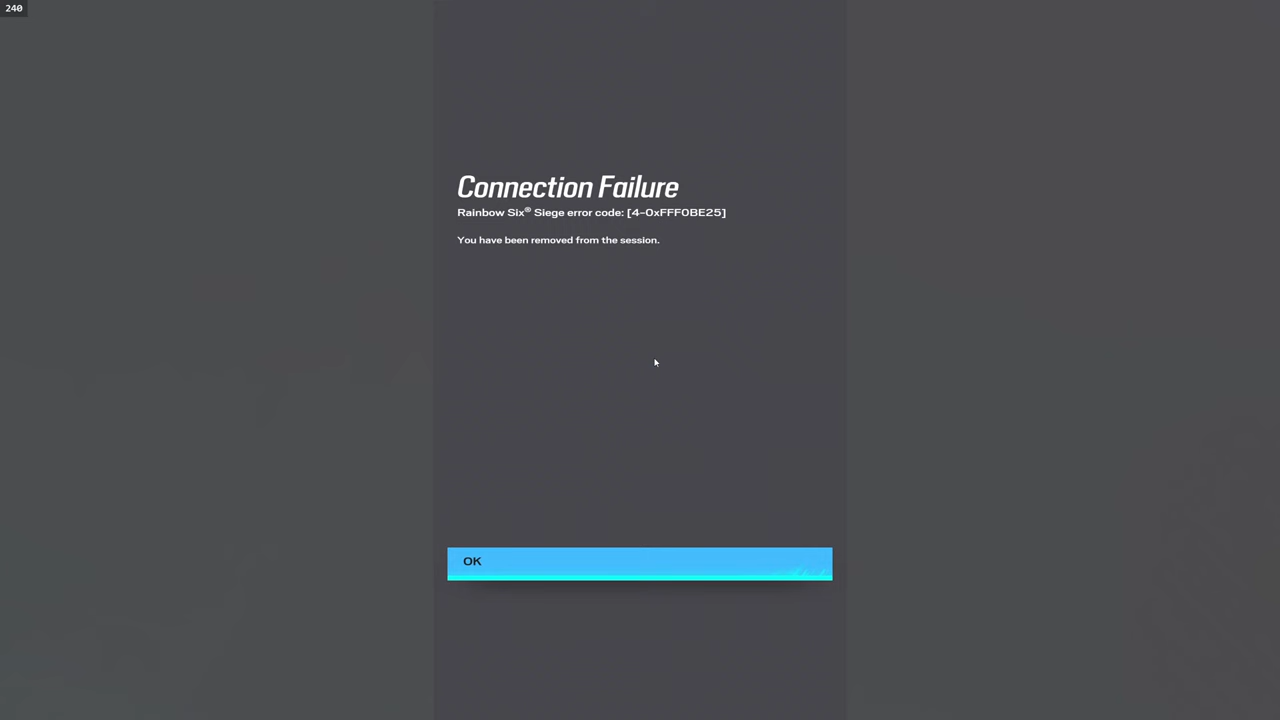 240
Connection Failure
Rainbow Six® Siege error code: [4-0xFFF0BE25]
You have been removed from the session.
OK